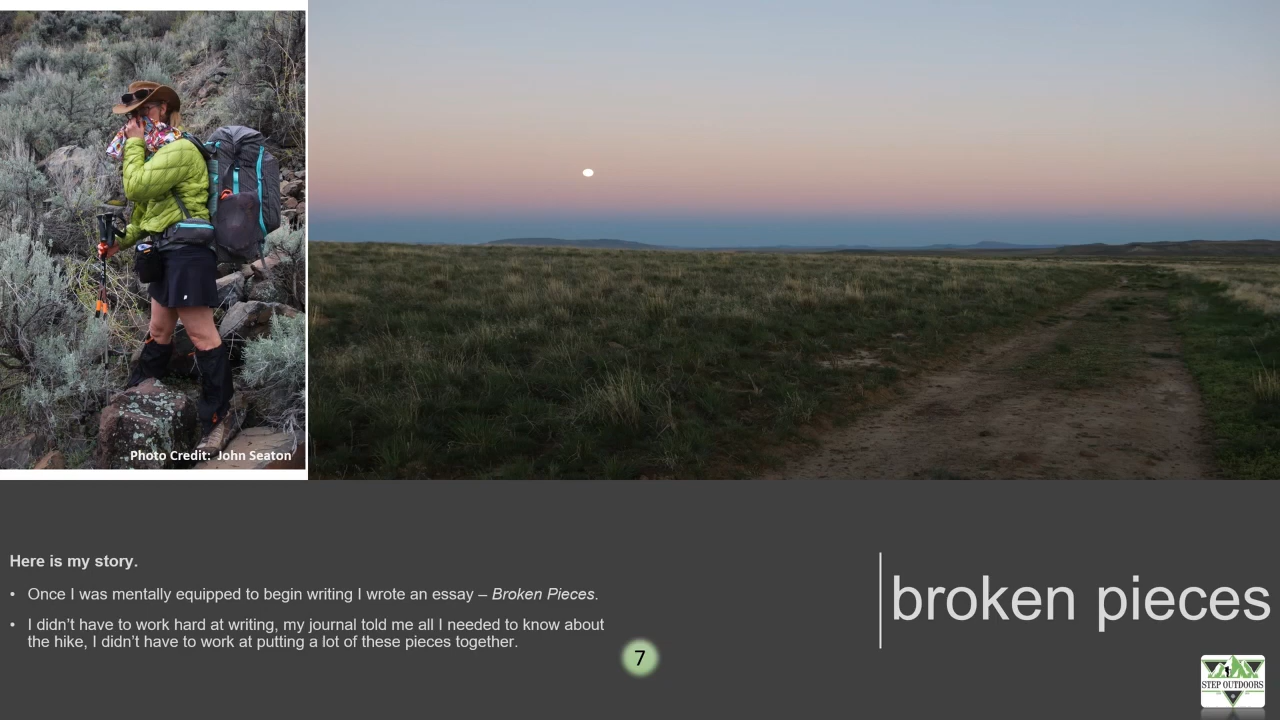 Photo Credit: John Seaton
Here is my story.
• Once I was mentally equipped to begin writing I wrote an essay – Broken Pieces.
• I didn’t have to work hard at writing, my journal told me all I needed to know about
the hike, I didn’t have to work at putting a lot of these pieces together.
7
broken pieces
STEP OUTDOORS